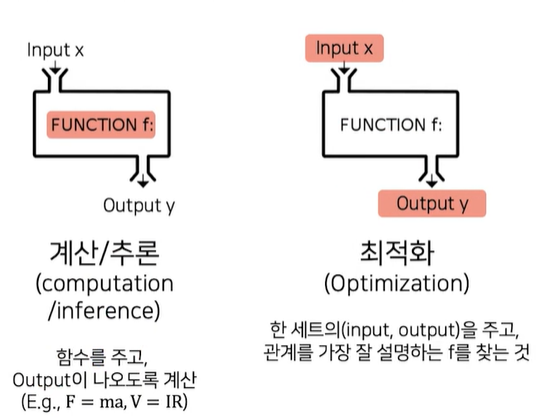 Input x
FUNCTION f:
Output y
계산/추론
(computation
/inference)
함수를 주고,
Output이 나오도록 계산
(E.g., F = ma, V = IR)
Input x
FUNCTION f:
Output y
최적화
(Optimization)
한 세트의(input, output)을 주고,
관계를 가장 잘 설명하는 f를 찾는 것